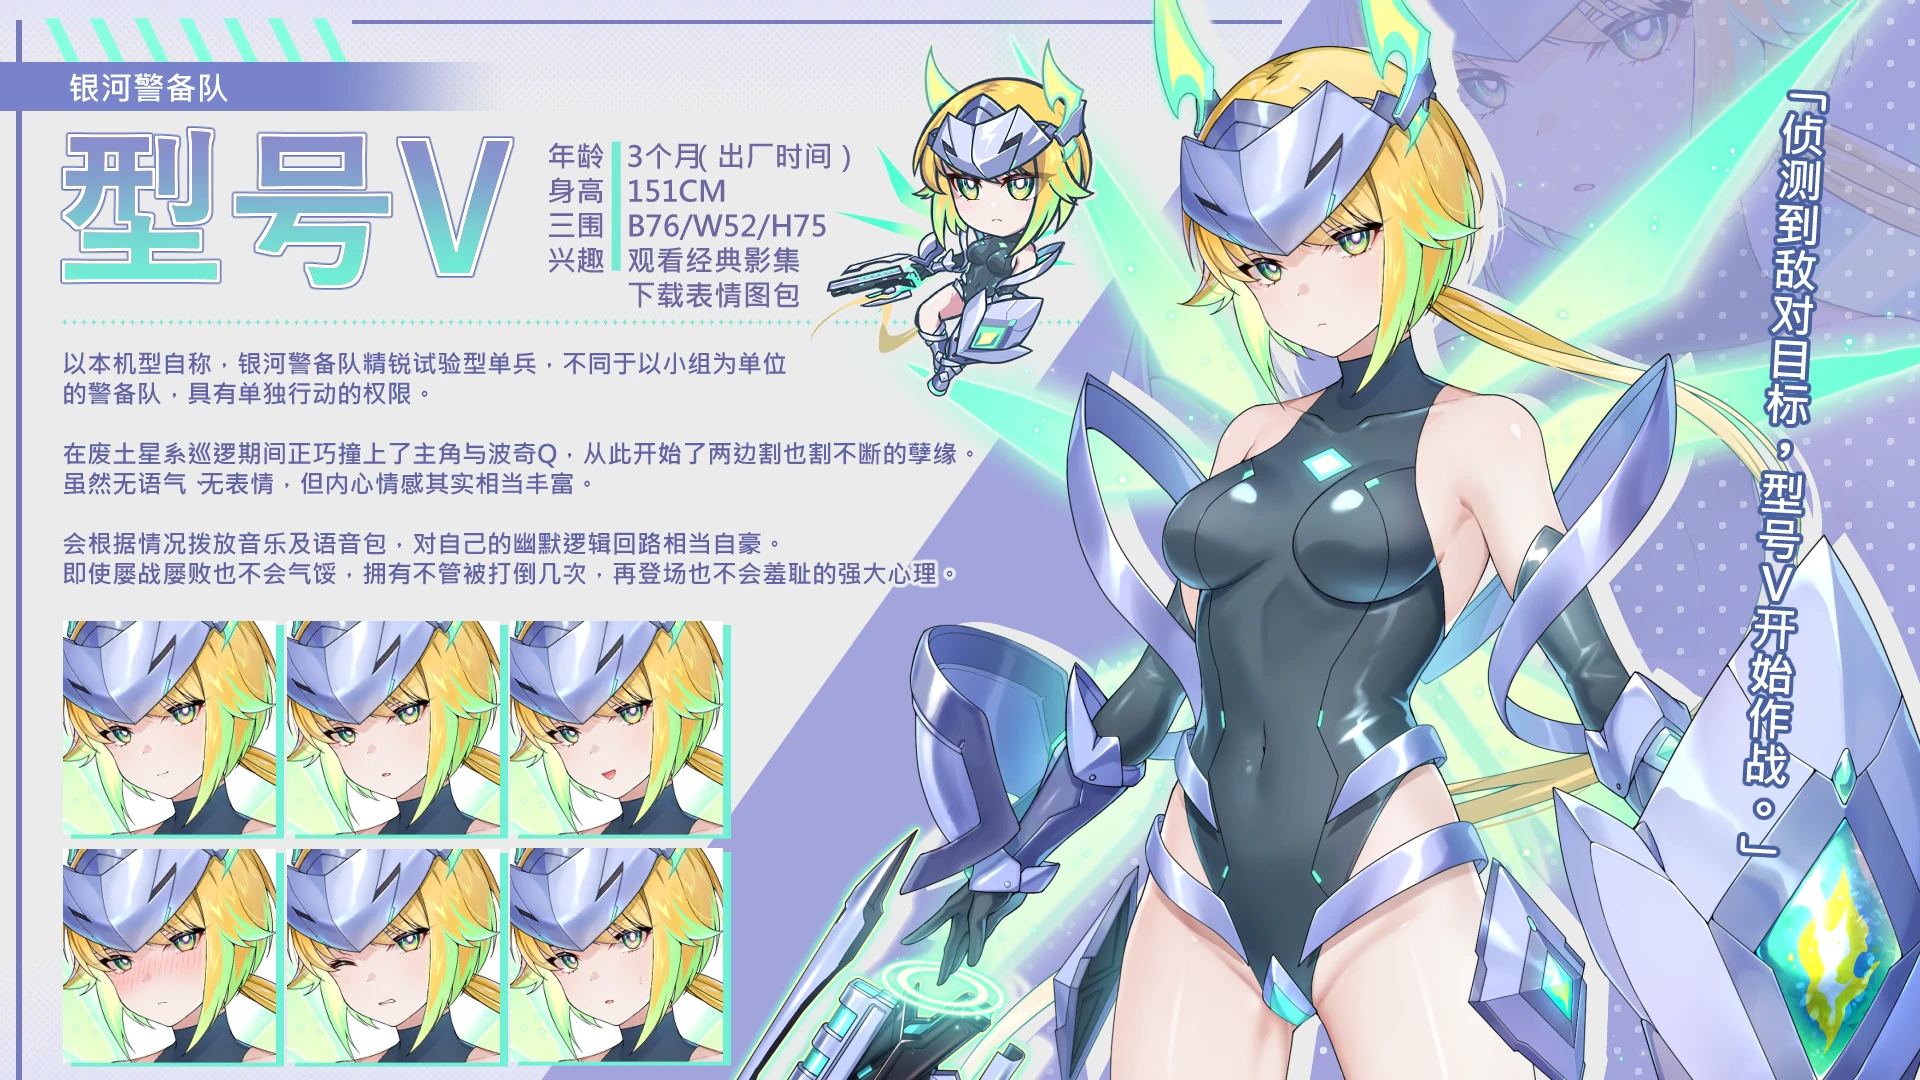 银河警备队
型号V
年龄 3个月( 出厂时间 )
身高 151CM
三围 B76/W52/H75
兴趣 观看经典影集
下载表情图包
以本机型自称，银河警备队精锐试验型单兵，不同于以小组为单位
的警备队，具有单独行动的权限。
在废土星系巡逻期间正巧撞上了主角与波奇Q，从此开始了两边割也割不断的孽缘。
虽然无语气、无表情，但内心情感其实相当丰富。
会根据情况拨放音乐及语音包，对自己的幽默逻辑回路相当自豪。
即使屡战屡败也不会气馁，拥有不管被打倒几次，再登场也不会羞耻的强大心理。
「侦测到敌对目标，型号V开始作战。」